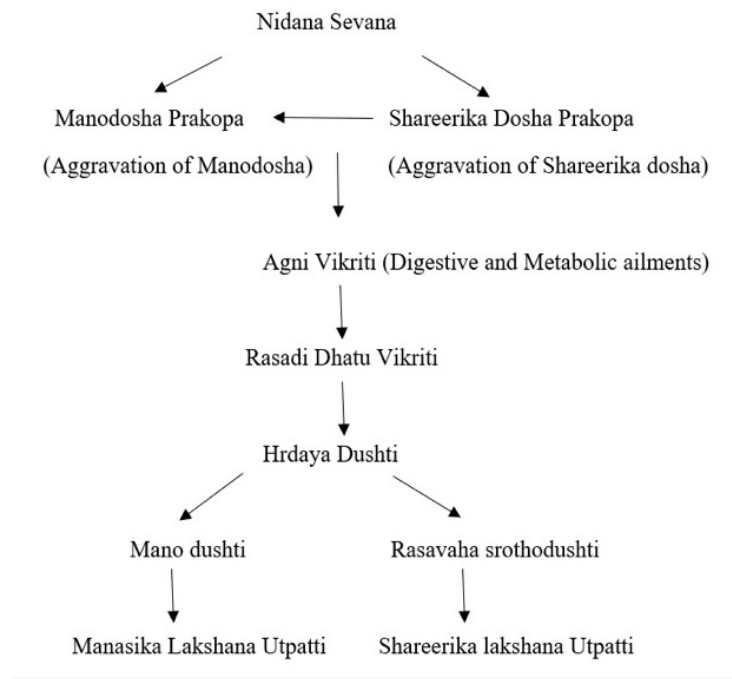 Nidana Sevana
Manodosha Prakopa
Shareerika Dosha Prakopa
(Aggravation of Manodosha)
(Aggravation of Shareerika dosha)
Agni Vikriti (Digestive and Metabolic ailments)
Rasadi Dhatu Vikriti
Hrdaya Dushti
Mano dushti
Rasavaha srothodushti
Manasika Lakshana Utpatti
Shareerika lakshana Utpatti